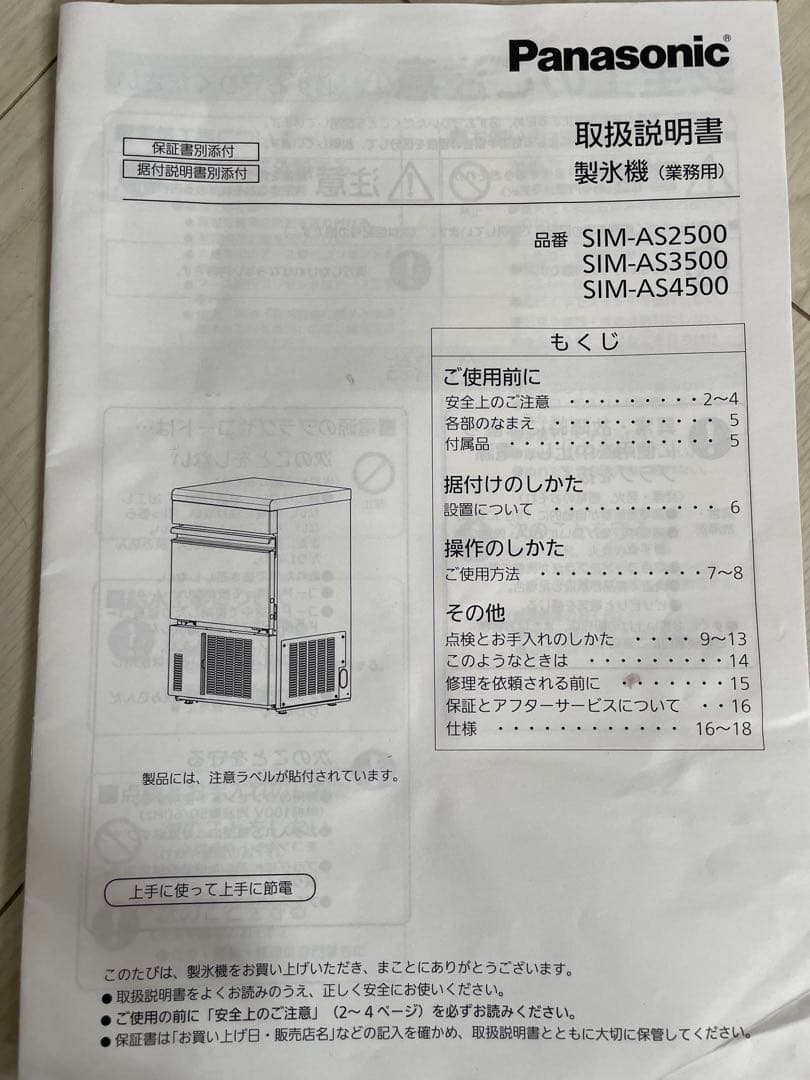 Panasonic®
取扱説明書
製氷機（業務用）
保証書別添付
据付説明書別添付
品番 SIM-AS2500
SIM-AS3500
SIM-AS4500
もくじ
ご使用前に
安全上のご注意 ・・・・・・・・・2〜4
各部のなまえ ・・・・・・・・・・・5
付属品 ・・・・・・・・・・・・・・5
据付けのしかた
設置について ・・・・・・・・・・・6
操作のしかた
ご使用方法 ・・・・・・・・・・・7〜8
その他
点検とお手入れのしかた ・・・・9〜13
このようなときは ・・・・・・・・・14
修理を依頼される前に ・・・・・・・15
保証とアフターサービスについて ・・16
仕様 ・・・・・・・・・・・・16〜18
製品には、注意ラベルが貼付されています。
上手に使って上手に節電
このたびは、製氷機をお買い上げいただき、まことにありがとうございます。
●取扱説明書をよくお読みのうえ、正しく安全にお使いください。
●ご使用の前に「安全上のご注意」（2〜4ページ）を必ずお読みください。
●保証書は「お買い上げ日・販売店名」などの記入を確かめ、取扱説明書とともに大切に保管してください。